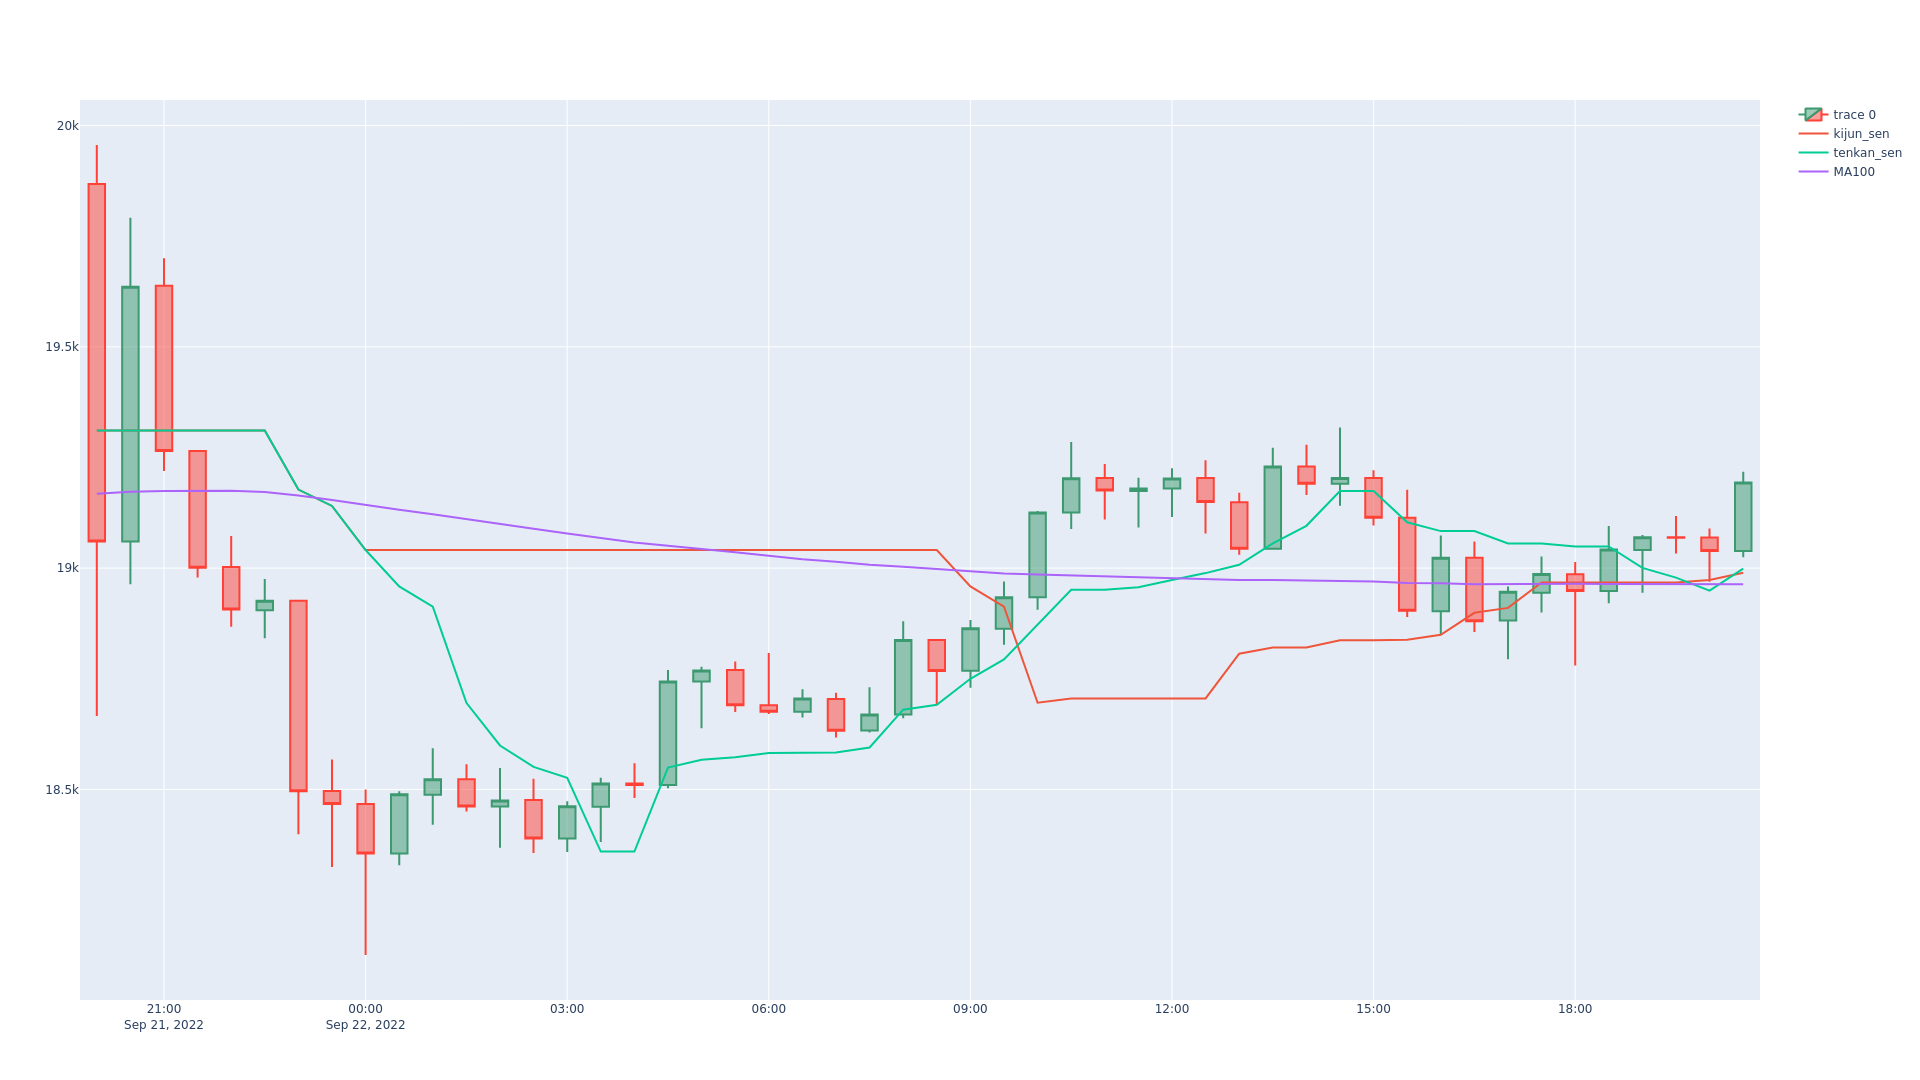 20k
19.5k
19k
18.5k
21:00
Sep 21, 2022
00:00
Sep 22, 2022
03:00
06:00
09:00
12:00
15:00
18:00
trace 0
kijun_sen
tenkan_sen
MA100